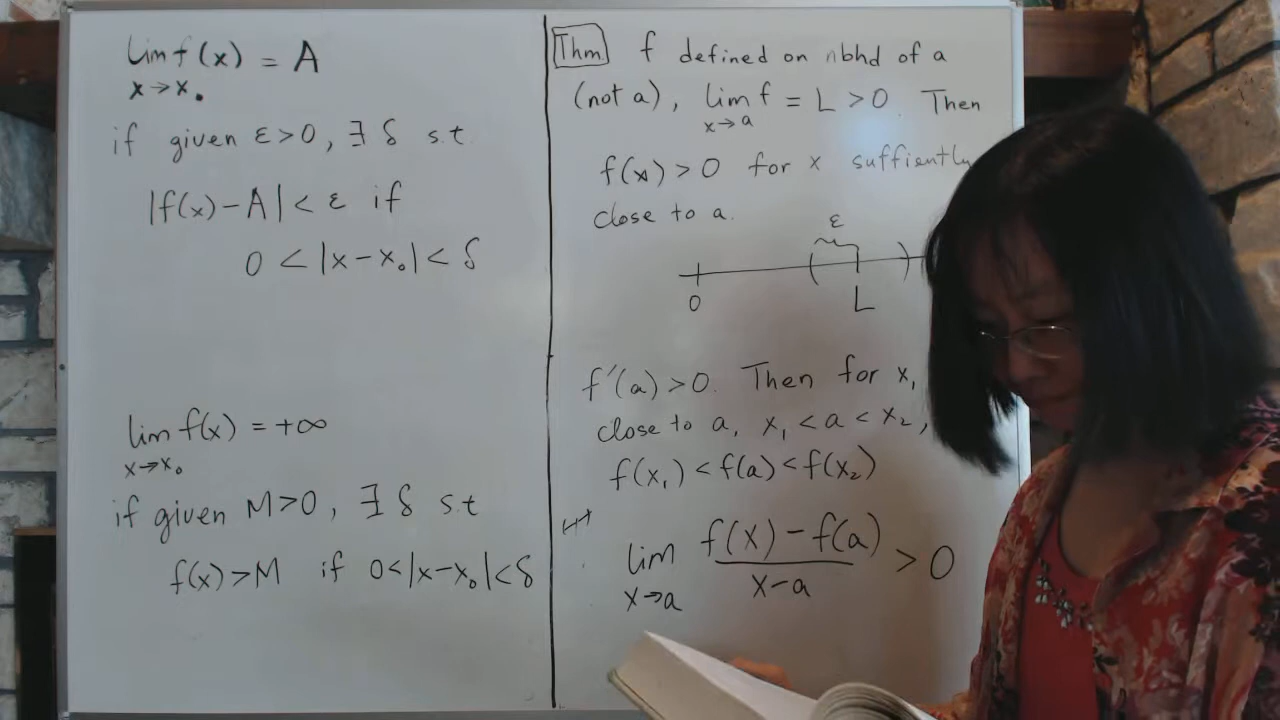 lim f(x) = A
x→x₀
if given ε>0, ∃ δ s.t
|f(x)-A| < ε if
0 < |x-x₀| < δ
lim f(x) = +∞
x→x₀
if given M>0, ∃ δ s.t
f(x)>M if 0<|x-x₀|<δ
Thm f defined on nbhd of a
(not a), lim f = L > 0 Then
x→a
f(x) > 0 for x suffiently
close to a.
ε
( )
0 L
f'(a) > 0. Then for x,
close to a, x₁ < a < x₂,
f(x₁) < f(a) < f(x₂)
lim f(x) - f(a) > 0
x→a x-a